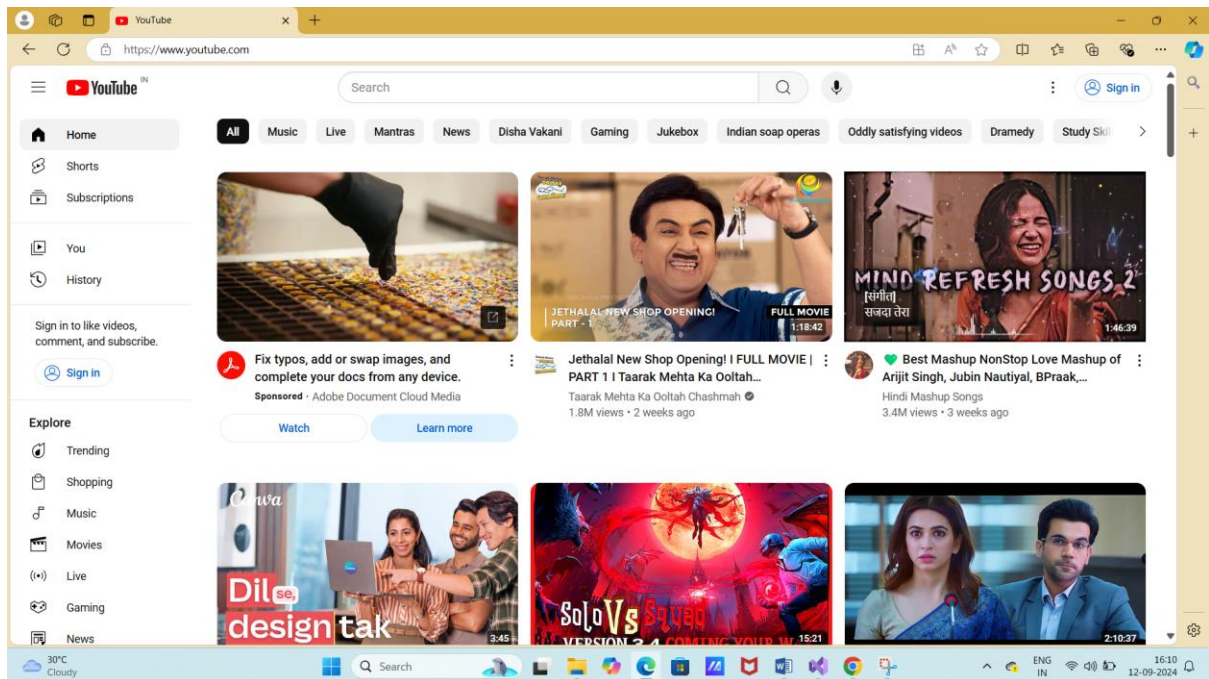 YouTube
https://www.youtube.com
YouTube IN
Search
Sign in
Home
Shorts
Subscriptions
You
History
Sign in to like videos,
comment, and subscribe.
Sign in
Explore
Trending
Shopping
Music
Movies
Live
Gaming
News
All Music Live Mantras News Disha Vakani Gaming Jukebox Indian soap operas Oddly satisfying videos Dramedy Study Ski
JETHALAL NEW SHOP OPENING!
PART - 1
FULL MOVIE
1:18:42
MIND REFRESH SONGS 2
[संगीत]
सजदा तेरा
1:46:39
Fix typos, add or swap images, and
complete your docs from any device.
Sponsored · Adobe Document Cloud Media
Watch Learn more
Jethalal New Shop Opening! I FULL MOVIE |
PART 1 I Taarak Mehta Ka Ooltah...
Taarak Mehta Ka Ooltah Chashmah
1.8M views • 2 weeks ago
💚 Best Mashup NonStop Love Mashup of
Arijit Singh, Jubin Nautiyal, BPraak,...
Hindi Mashup Songs
3.4M views • 3 weeks ago
Canva
Dil se,
design tak
3:45
Solo Vs Squad
VERSION 3.4 COMING YOUR W
15:21
2:10:37
30°C
Cloudy
Search
ENG
IN
16:10
12-09-2024